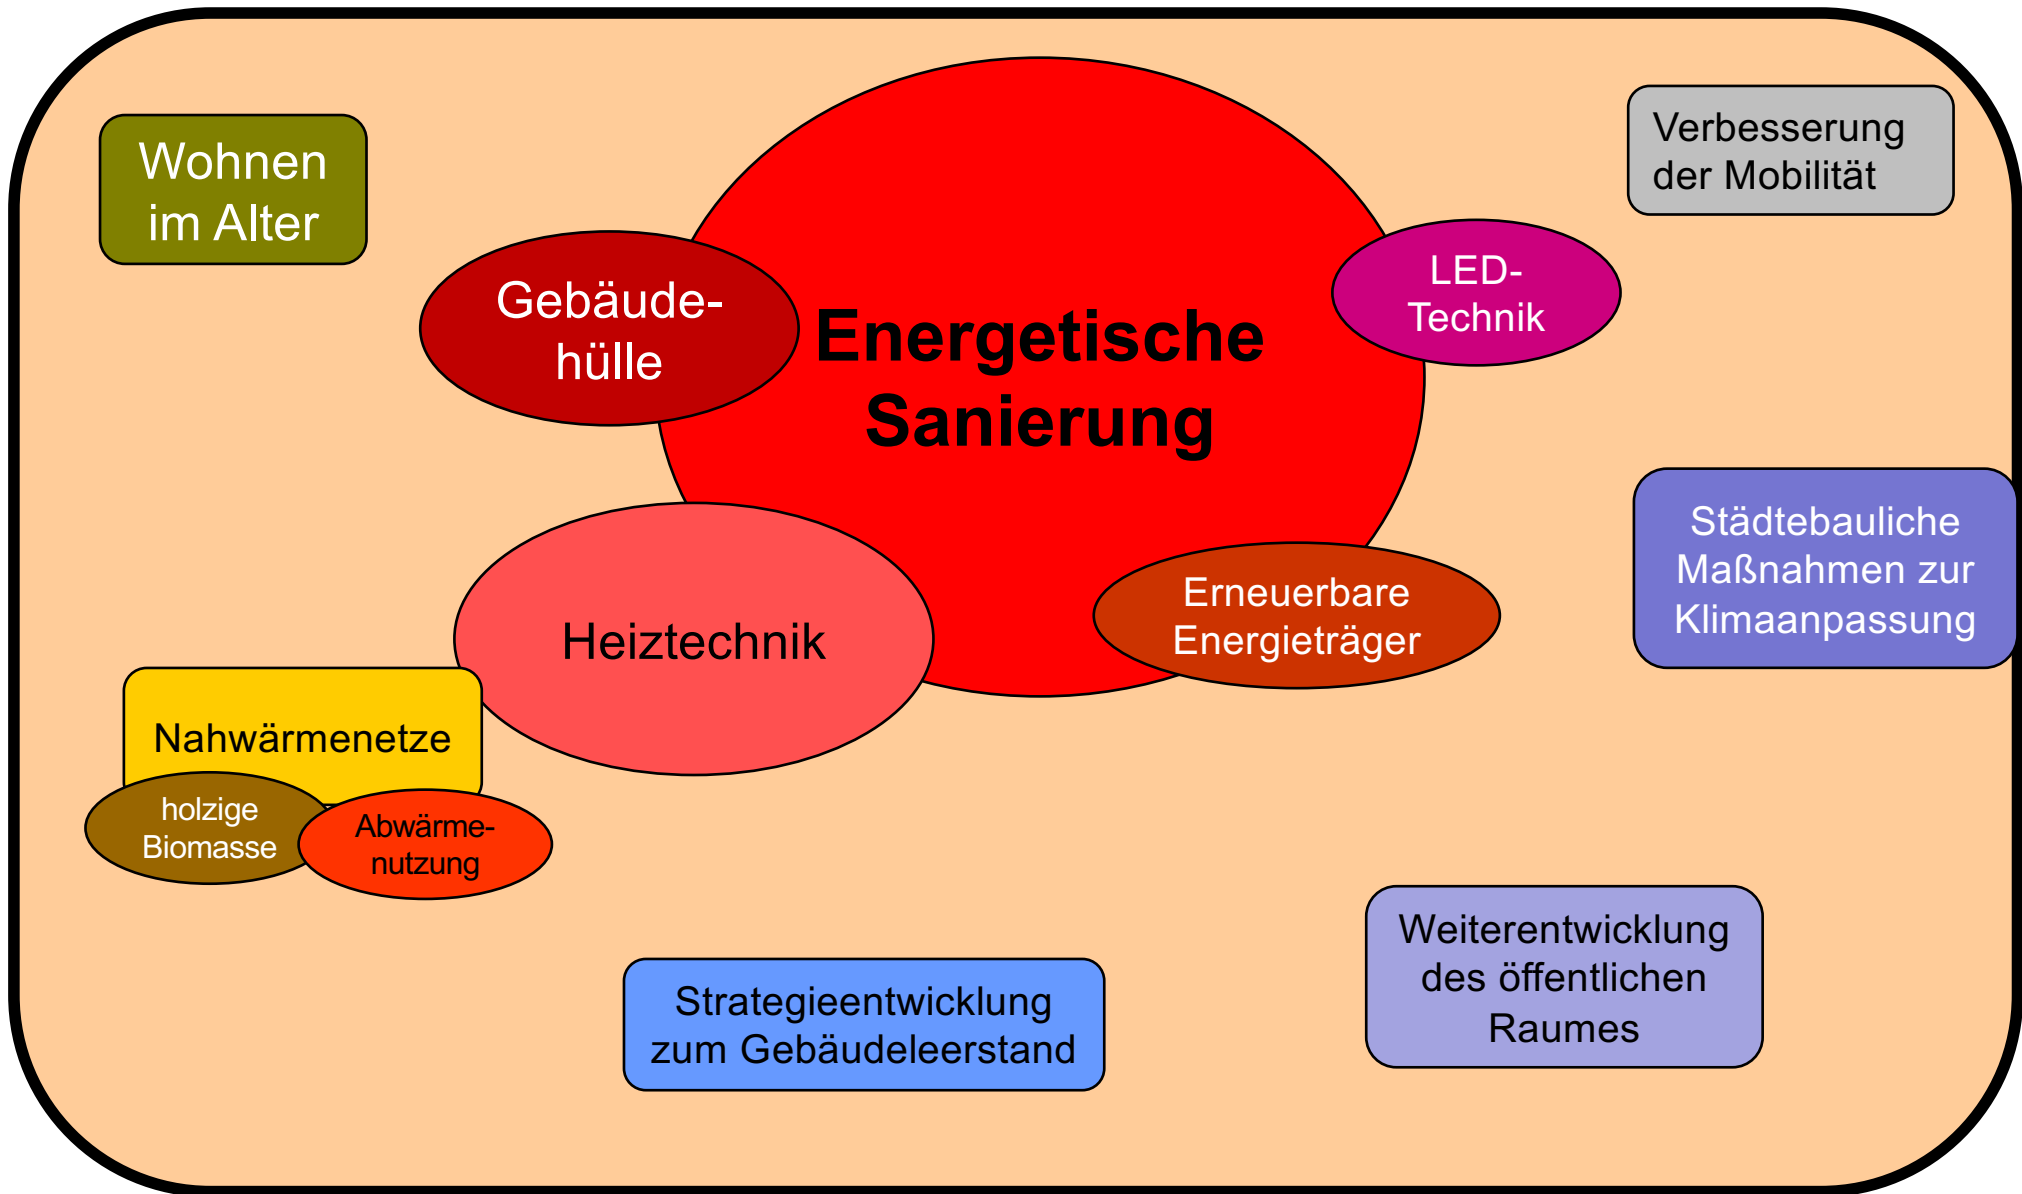 Wohnen
im Alter
Verbesserung
der Mobilität
Gebäude-
hülle
Energetische
Sanierung
LED-
Technik
Städtebauliche
Maßnahmen zur
Klimaanpassung
Heiztechnik
Erneuerbare
Energieträger
Nahwärmenetze
holzige
Biomasse
Abwärme-
nutzung
Strategieentwicklung
zum Gebäudeleerstand
Weiterentwicklung
des öffentlichen
Raumes